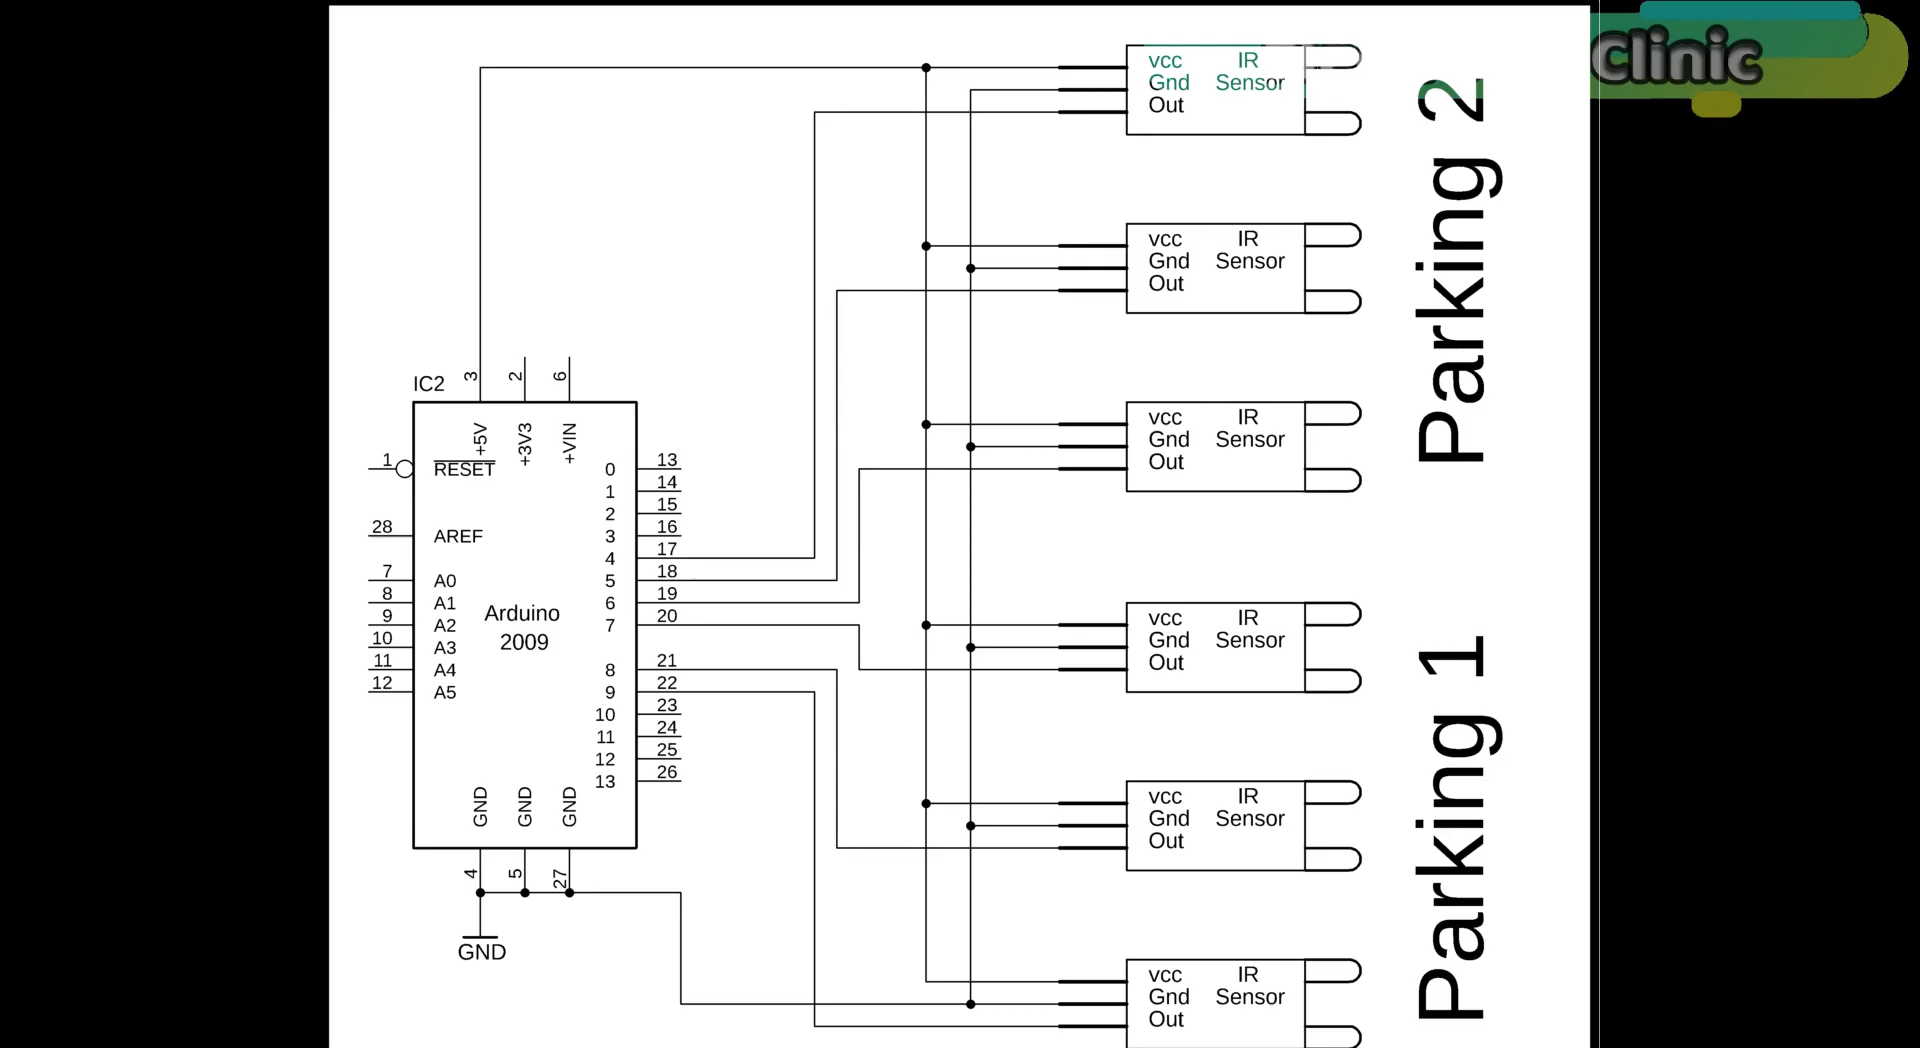 Clinic
vcc IR
Gnd Sensor
Out
Parking 2
vcc IR
Gnd Sensor
Out
vcc IR
Gnd Sensor
Out
IC2
3
2
6
+5V
+3V3
+VIN
1 RESET
28 AREF
7 A0
8 A1
9 A2
10 A3
11 A4
12 A5
Arduino
2009
0 13
1 14
2 15
3 16
4 17
5 18
6 19
7 20
8 21
9 22
10 23
11 24
12 25
13 26
GND
GND
GND
4
5
27
GND
vcc IR
Gnd Sensor
Out
Parking 1
vcc IR
Gnd Sensor
Out
vcc IR
Gnd Sensor
Out